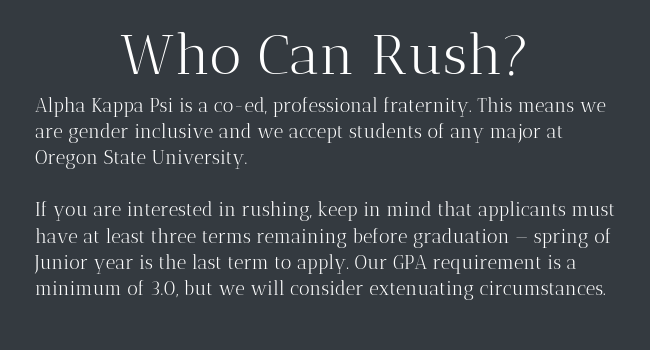 Who Can Rush?
Alpha Kappa Psi is a co-ed, professional fraternity. This means we
are gender inclusive and we accept students of any major at
Oregon State University.
If you are interested in rushing, keep in mind that applicants must
have at least three terms remaining before graduation – spring of
Junior year is the last term to apply. Our GPA requirement is a
minimum of 3.0, but we will consider extenuating circumstances.